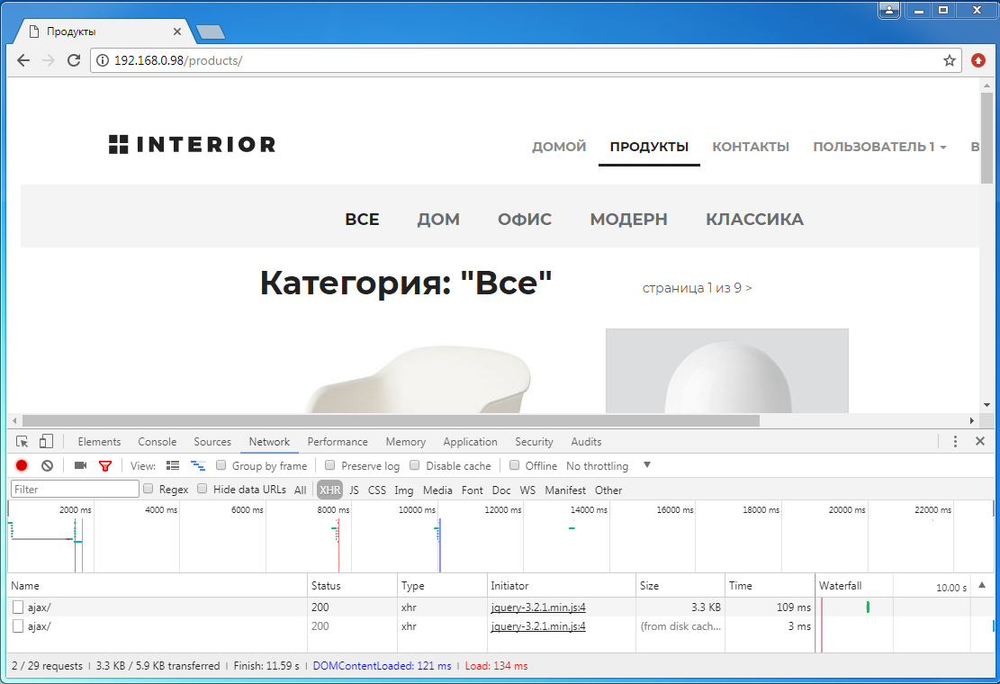 Продукты
192.168.0.98/products/
INTERIOR
ДОМОЙ ПРОДУКТЫ КОНТАКТЫ ПОЛЬЗОВАТЕЛЬ 1 В
ВСЕ ДОМ ОФИС МОДЕРН КЛАССИКА
Категория: "Все"
страница 1 из 9 >
Elements Console Sources Network Performance Memory Application Security Audits
View: Group by frame Preserve log Disable cache Offline No throttling
Filter Regex Hide data URLs All XHR JS CSS Img Media Font Doc WS Manifest Other
2000 ms 4000 ms 6000 ms 8000 ms 10000 ms 12000 ms 14000 ms 16000 ms 18000 ms 20000 ms 22000 ms
Name Status Type Initiator Size Time Waterfall 10.00 s
ajax/ 200 xhr jquery-3.2.1.min.js:4 3.3 KB 109 ms
ajax/ 200 xhr jquery-3.2.1.min.js:4 (from disk cach... 3 ms
2 / 29 requests | 3.3 KB / 5.9 KB transferred | Finish: 11.59 s | DOMContentLoaded: 121 ms | Load: 134 ms